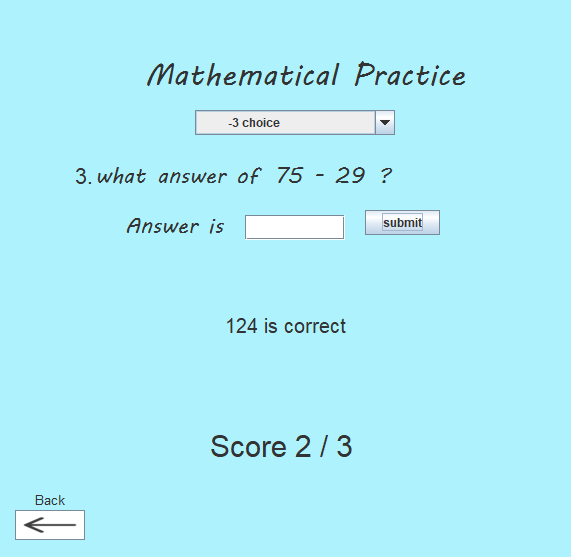 Mathematical Practice
-3 choice
3. what answer of 75 - 29 ?
Answer is submit
124 is correct
Score 2 / 3
Back